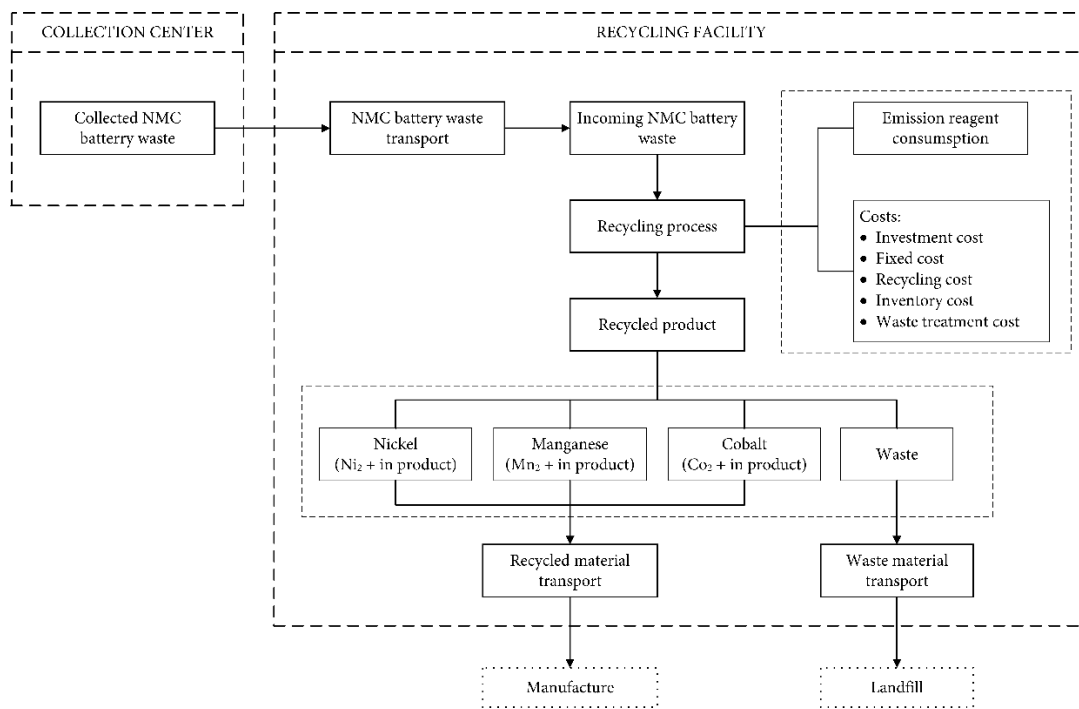 COLLECTION CENTER
RECYCLING FACILITY
Collected NMC
batterry waste
NMC battery waste
transport
Incoming NMC battery
waste
Emission reagent
consumsption
Recycling process
Costs:
• Investment cost
• Fixed cost
• Recycling cost
• Inventory cost
• Waste treatment cost
Recycled product
Nickel
(Ni₂ + in product)
Manganese
(Mn₂ + in product)
Cobalt
(Co₂ + in product)
Waste
Recycled material
transport
Waste material
transport
Manufacture
Landfill